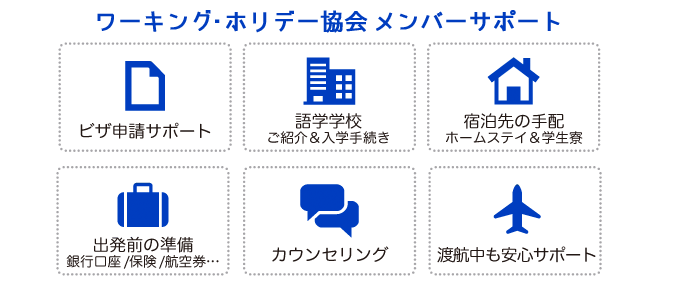 ワーキング・ホリデー協会 メンバーサポート
ビザ申請サポート
語学学校
ご紹介＆入学手続き
宿泊先の手配
ホームステイ＆学生寮
出発前の準備
銀行口座/保険/航空券…
カウンセリング
渡航中も安心サポート